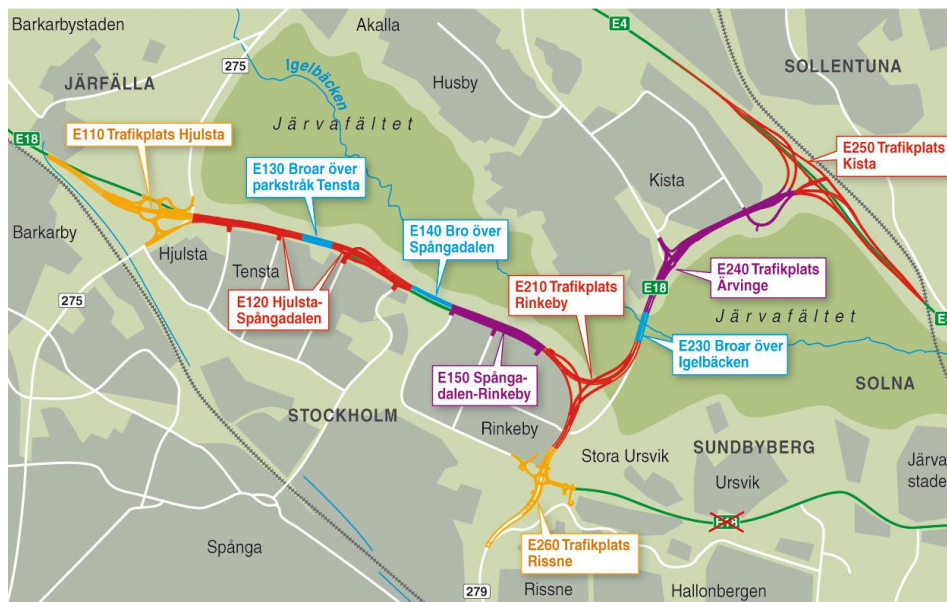 Barkarbystaden
Akalla
E4
275
Igelbäcken
SOLLENTUNA
JÄRFÄLLA
Husby
E18
E110 Trafikplats Hjulsta
Järvafältet
E250 Trafikplats
Kista
E130 Broar över
parkstråk Tensta
Kista
Barkarby
E140 Bro över
Spångadalen
Hjulsta
Tensta
E210 Trafikplats
Rinkeby
E240 Trafikplats
Ärvinge
E18
275
E120 Hjulsta-
Spångadalen
Järvafältet
E230 Broar över
Igelbäcken
E150 Spånga-
dalen-Rinkeby
SOLNA
STOCKHOLM
Rinkeby
SUNDBYBERG
Stora Ursvik
Ursvik
Järva
stade
Spånga
E260 Trafikplats
Rissne
279
Rissne
Hallonbergen